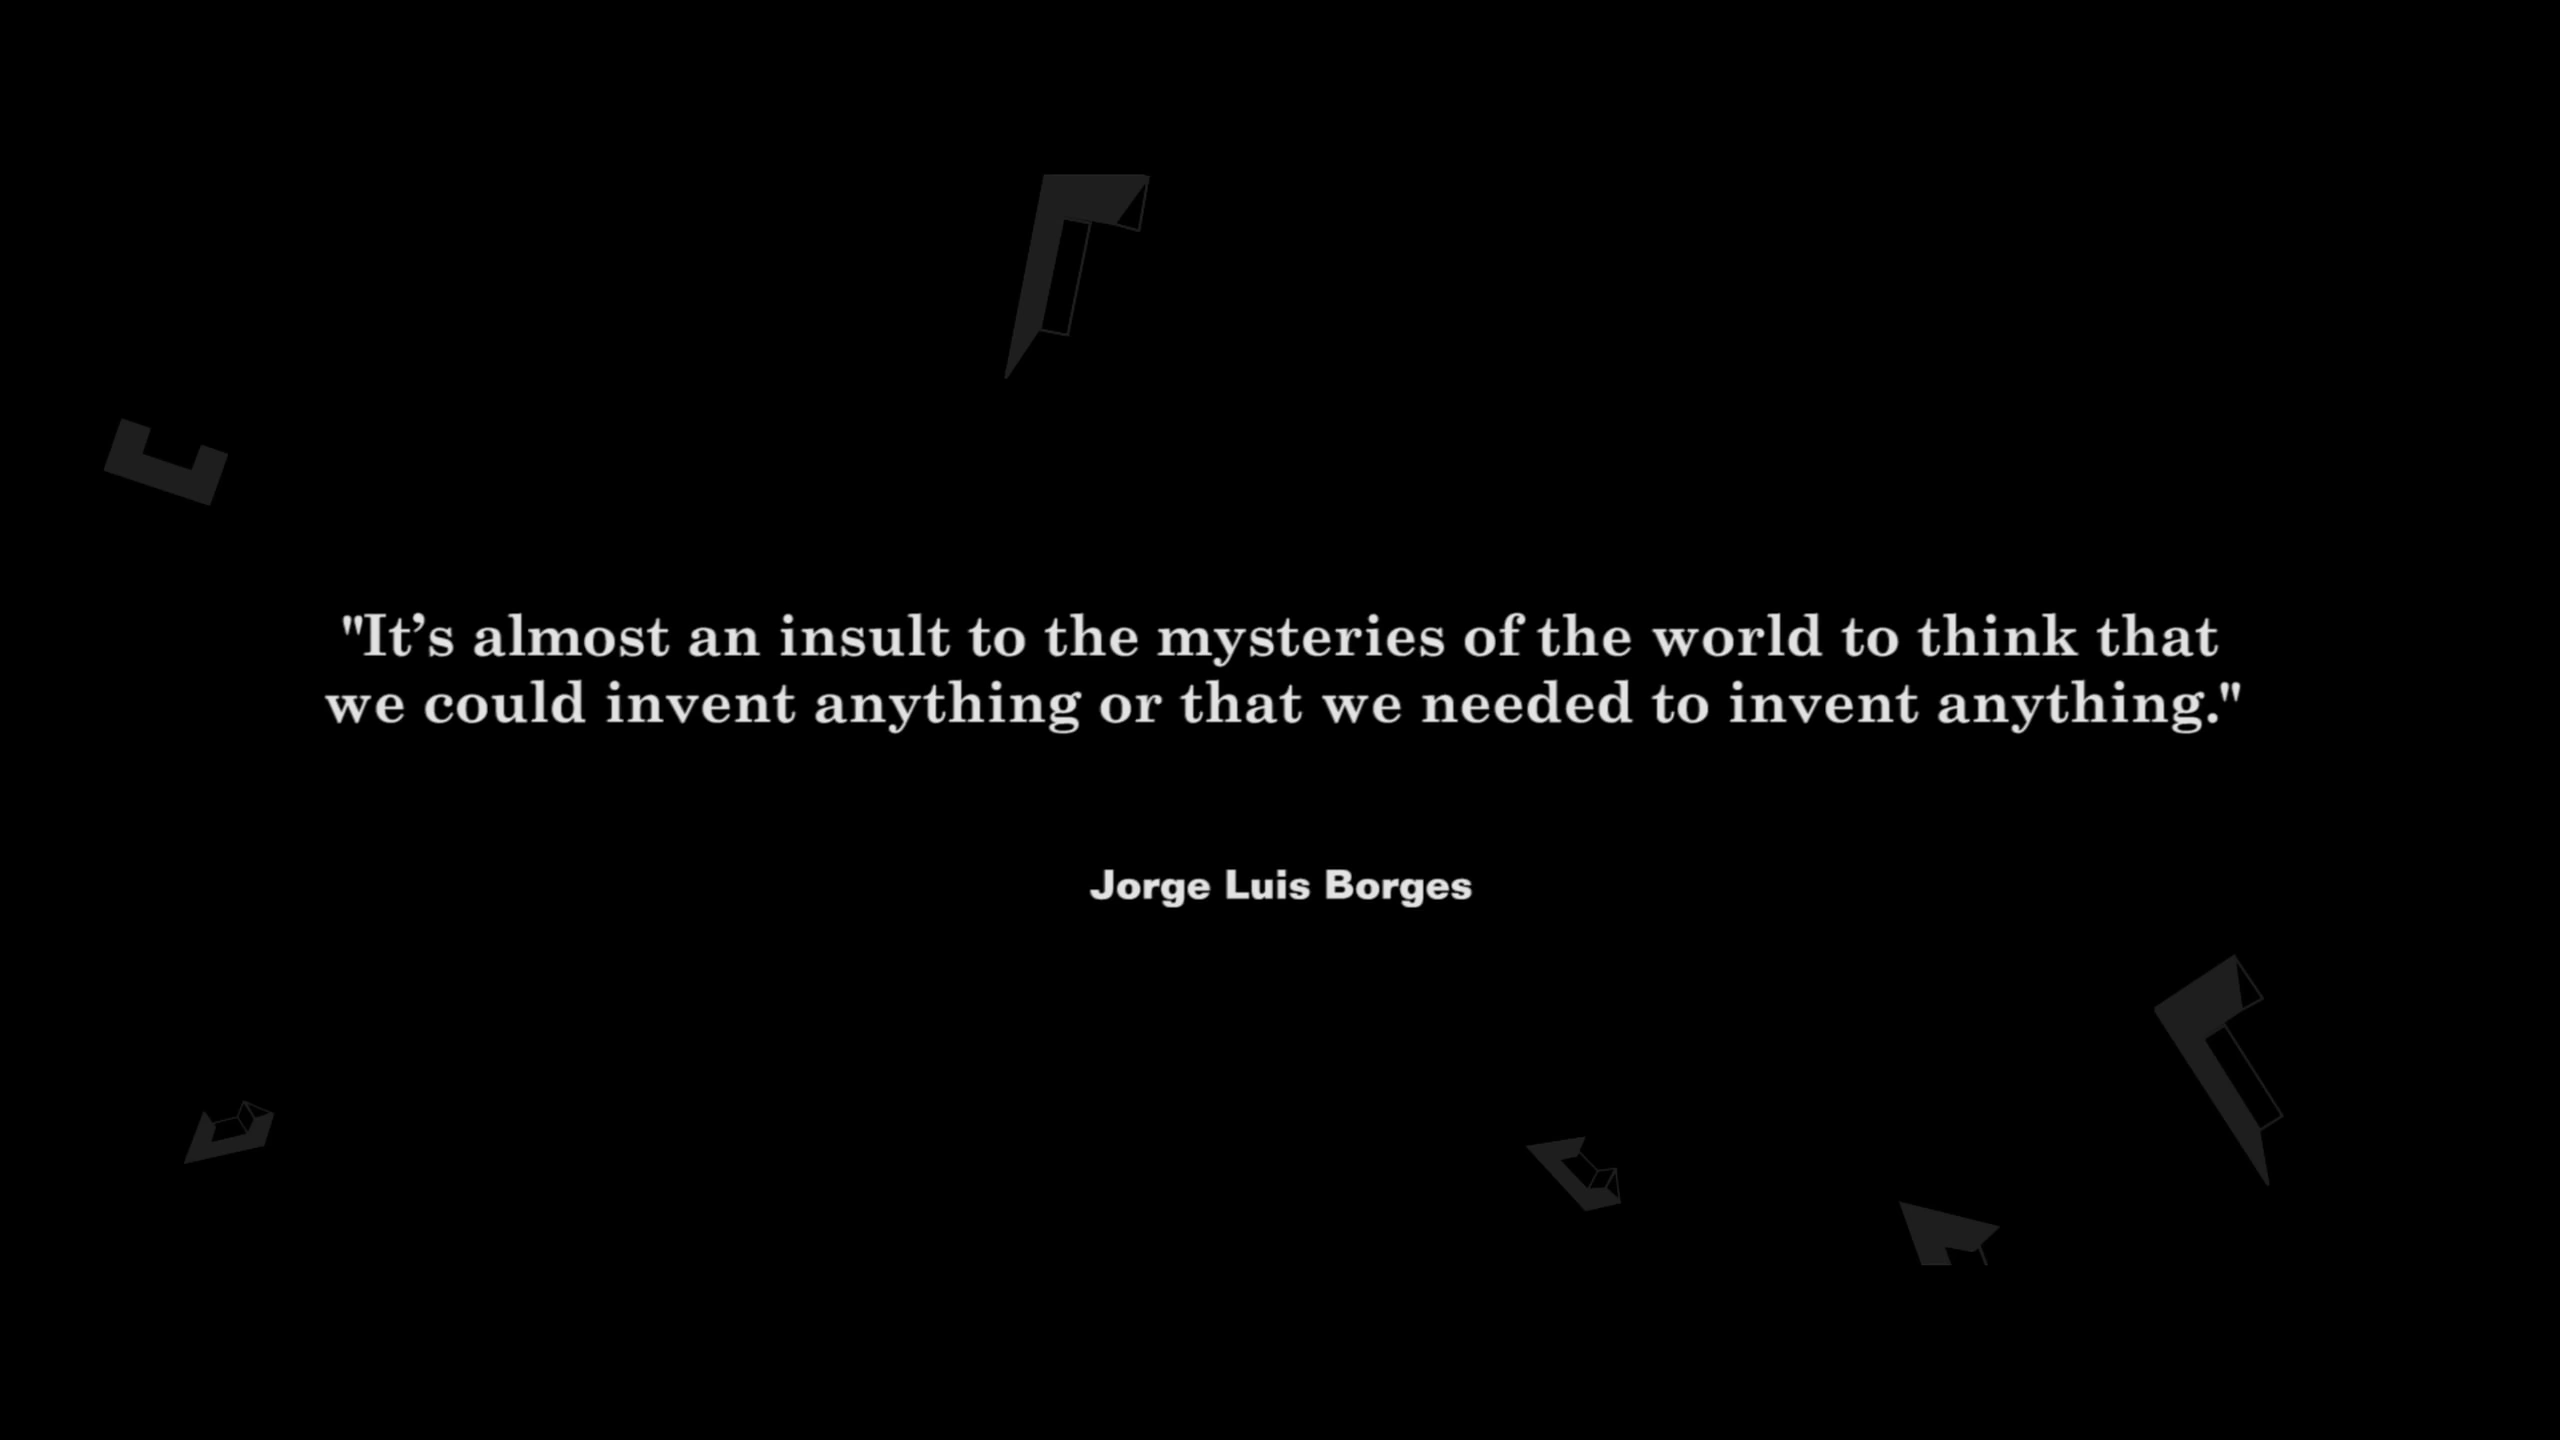 "It’s almost an insult to the mysteries of the world to think that
we could invent anything or that we needed to invent anything."
Jorge Luis Borges